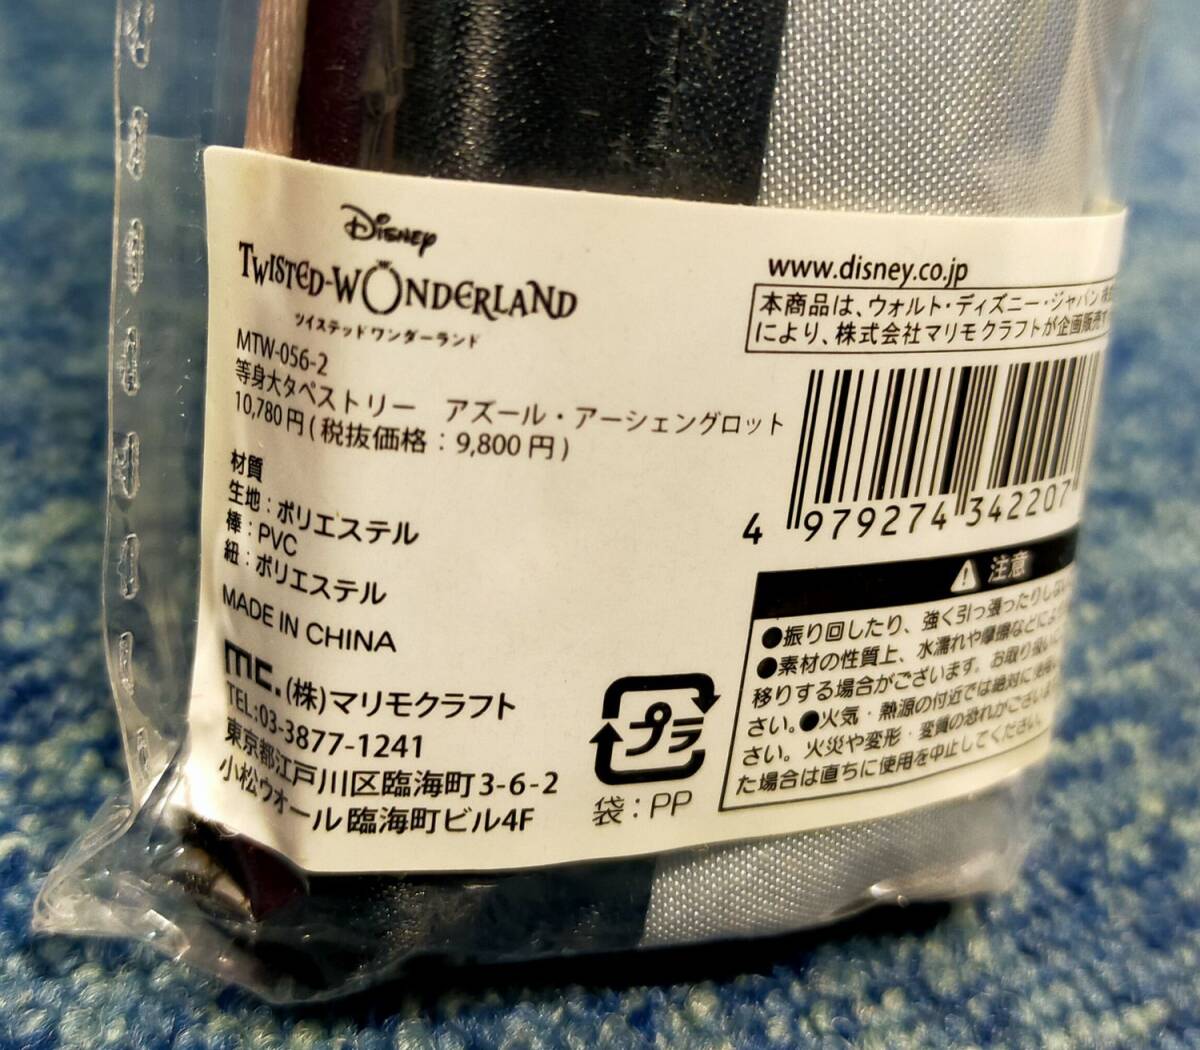 Disney
TWISTED-WONDERLAND
ツイステッドワンダーランド
MTW-056-2
等身大タペストリー　アズール・アーシェングロット
10,780円(税抜価格：9,800円)
材質
生地：ポリエステル
棒：PVC
紐：ポリエステル
MADE IN CHINA
mc.(株)マリモクラフト
TEL:03-3877-1241
東京都江戸川区臨海町3-6-2
小松ウオール臨海町ビル4F
プラ
袋：PP
www.disney.co.jp
本商品は、ウォルト・ディズニー・ジャパン
により、株式会社マリモクラフトが企画販売
4 979274 342207
注意
●振り回したり、強く引っ張ったりしない
●素材の性質上、水濡れや摩擦などにより
移りする場合がございます。お取り扱いに
さい。●火気・熱源の付近では絶対に使用
さい。火災や変形・変質の恐れがございま
た場合は直ちに使用を中止してください。